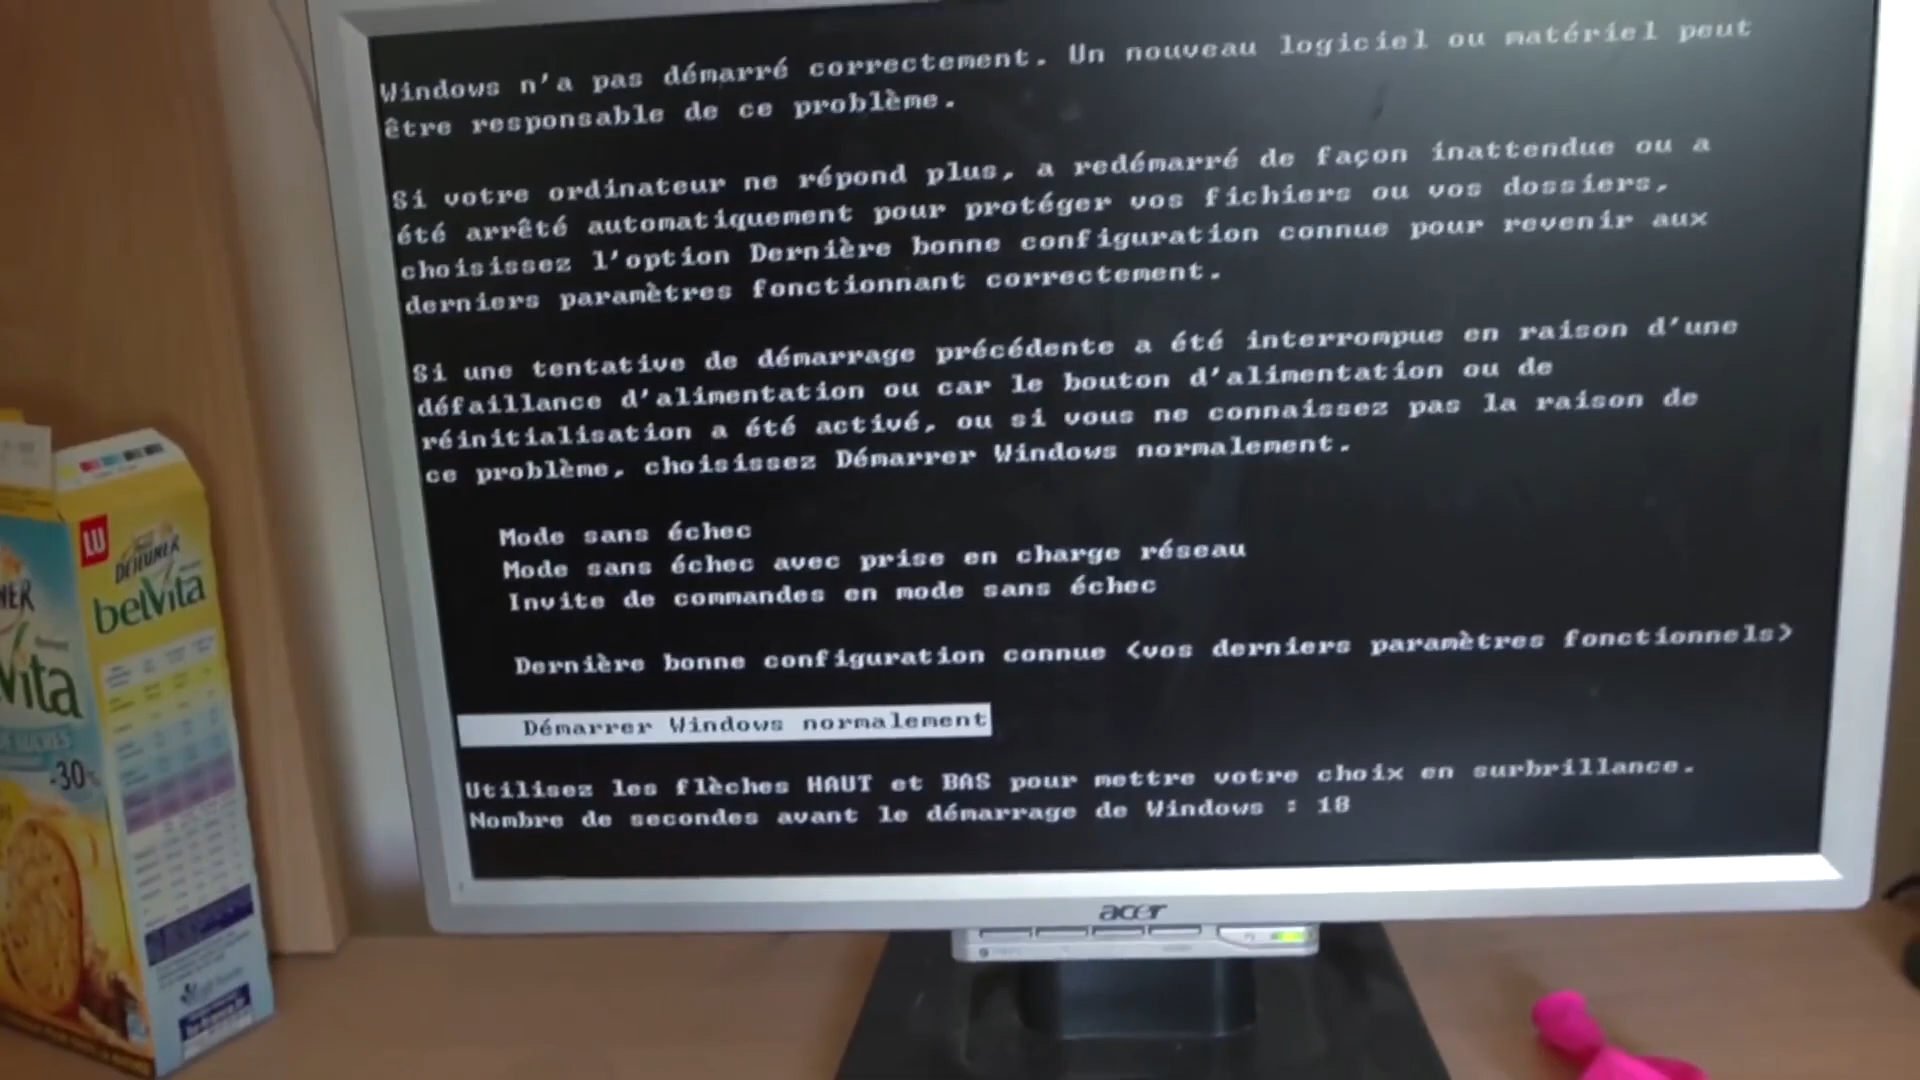 Windows n'a pas démarré correctement. Un nouveau logiciel ou matériel peut
être responsable de ce problème.
Si votre ordinateur ne répond plus, a redémarré de façon inattendue ou a
été arrêté automatiquement pour protéger vos fichiers ou vos dossiers,
choisissez l'option Dernière bonne configuration connue pour revenir aux
derniers paramètres fonctionnant correctement.
Si une tentative de démarrage précédente a été interrompue en raison d'une
défaillance d'alimentation ou car le bouton d'alimentation ou de
réinitialisation a été activé, ou si vous ne connaissez pas la raison de
ce problème, choisissez Démarrer Windows normalement.
Mode sans échec
Mode sans échec avec prise en charge réseau
Invite de commandes en mode sans échec
Dernière bonne configuration connue <vos derniers paramètres fonctionnels>
Démarrer Windows normalement
Utilisez les flèches HAUT et BAS pour mettre votre choix en surbrillance.
Nombre de secondes avant le démarrage de Windows : 18
acer
LU
DÉJEUNER
belVita
NER
Vita
-30%